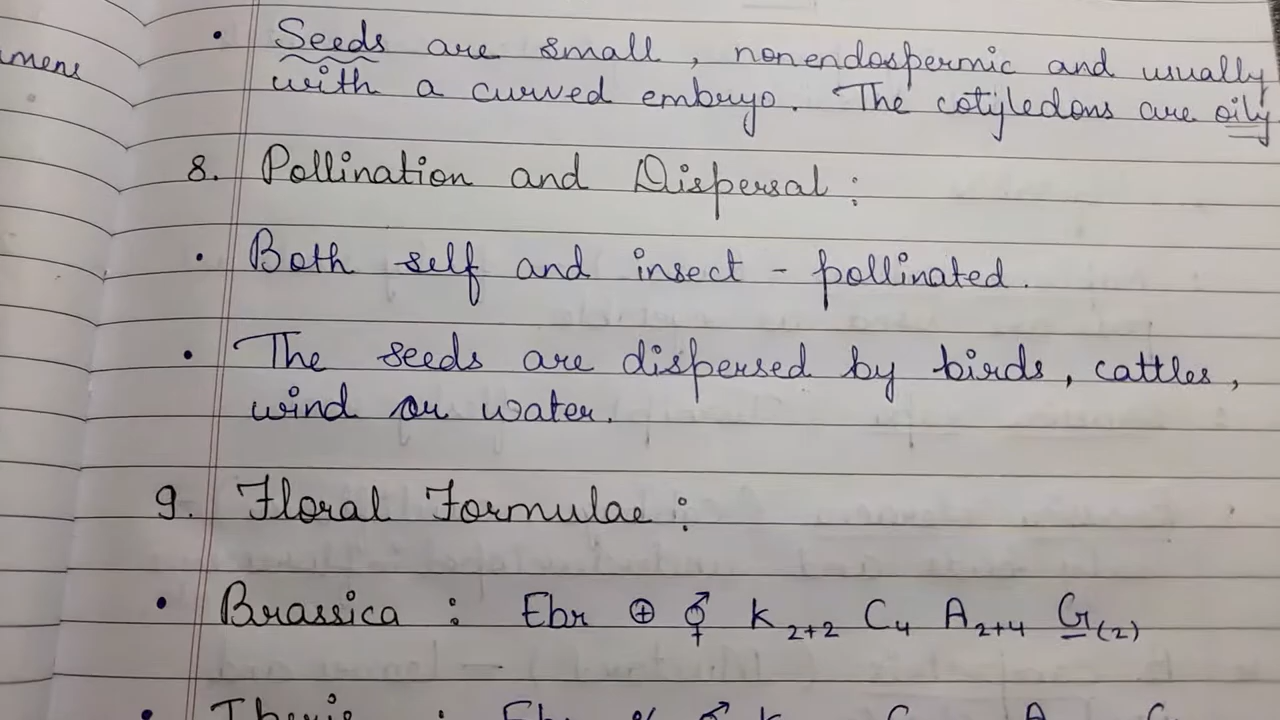 • Seeds are small, nonendospermic and usually
mens
with a curved embryo. The cotyledons are oily
8. Pollination and Dispersal :
• Both self and insect - pollinated.
• The seeds are dispersed by birds, cattles,
wind or water.
9. Floral Formulae :
• Brassica : Ebr ⊕ ⚥ K₂₊₂ C₄ A₂₊₄ G̲₍₂₎
• : Ebr % K C A G